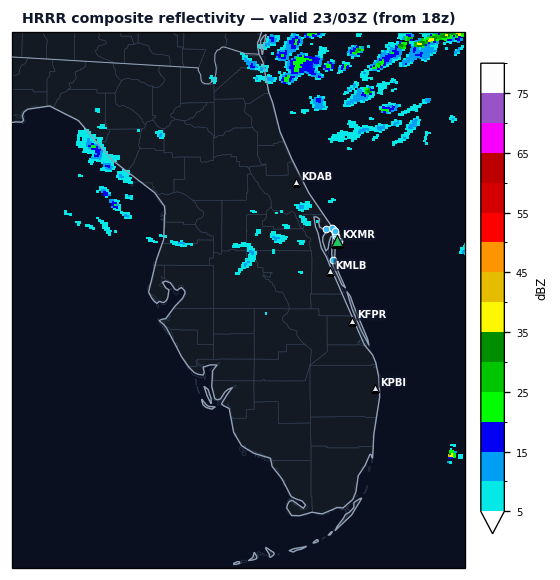 HRRR composite reflectivity — valid 23/03Z (from 18z)
75
65
KDAB
55
KXMR
KMLB
45
dBZ
KFPR
35
KPBI
25
15
5